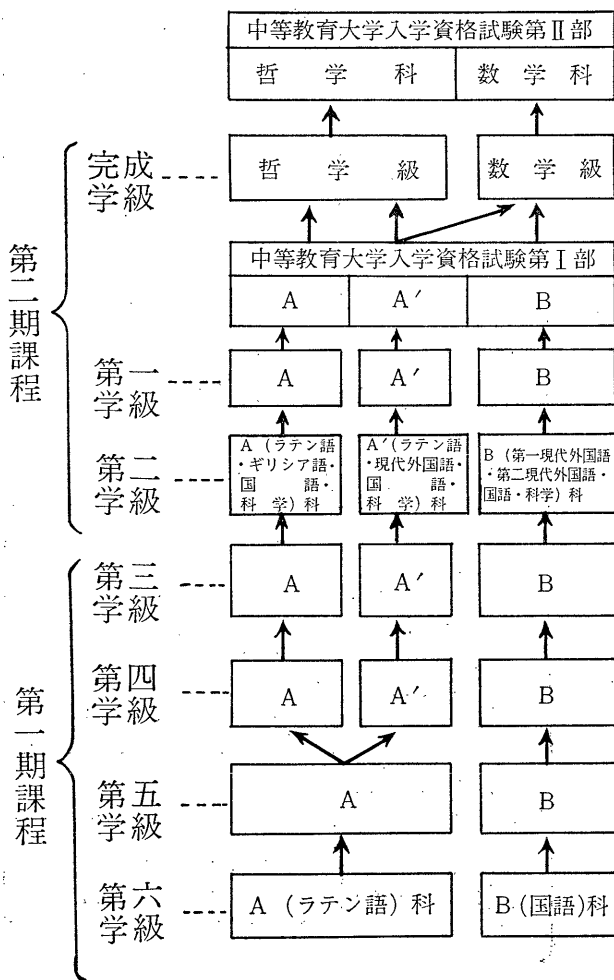 中等教育大学入学資格試験第Ⅱ部
哲学科
数学科
完成学級
哲学級
数学級
中等教育大学入学資格試験第Ⅰ部
A
A′
B
第二期課程
第一学級
A
A′
B
第二学級
A (ラテン語
・ギリシア語・
国語・
科学)科
A′(ラテン語
・現代外国語・
国語・
科学)科
B (第一現代外国語
・第二現代外国語・
国語・科学)科
第三学級
A
A′
B
第一期課程
第四学級
A
A′
B
第五学級
A
B
第六学級
A (ラテン語)科
B (国語)科